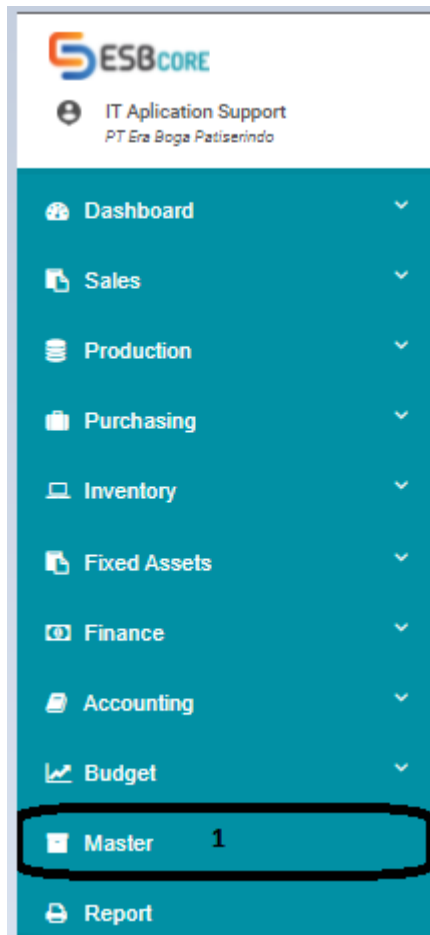 ESBCORE
IT Aplication Support
PT Era Boga Patiserindo
Dashboard
Sales
Production
Purchasing
Inventory
Fixed Assets
Finance
Accounting
Budget
Master 1
Report